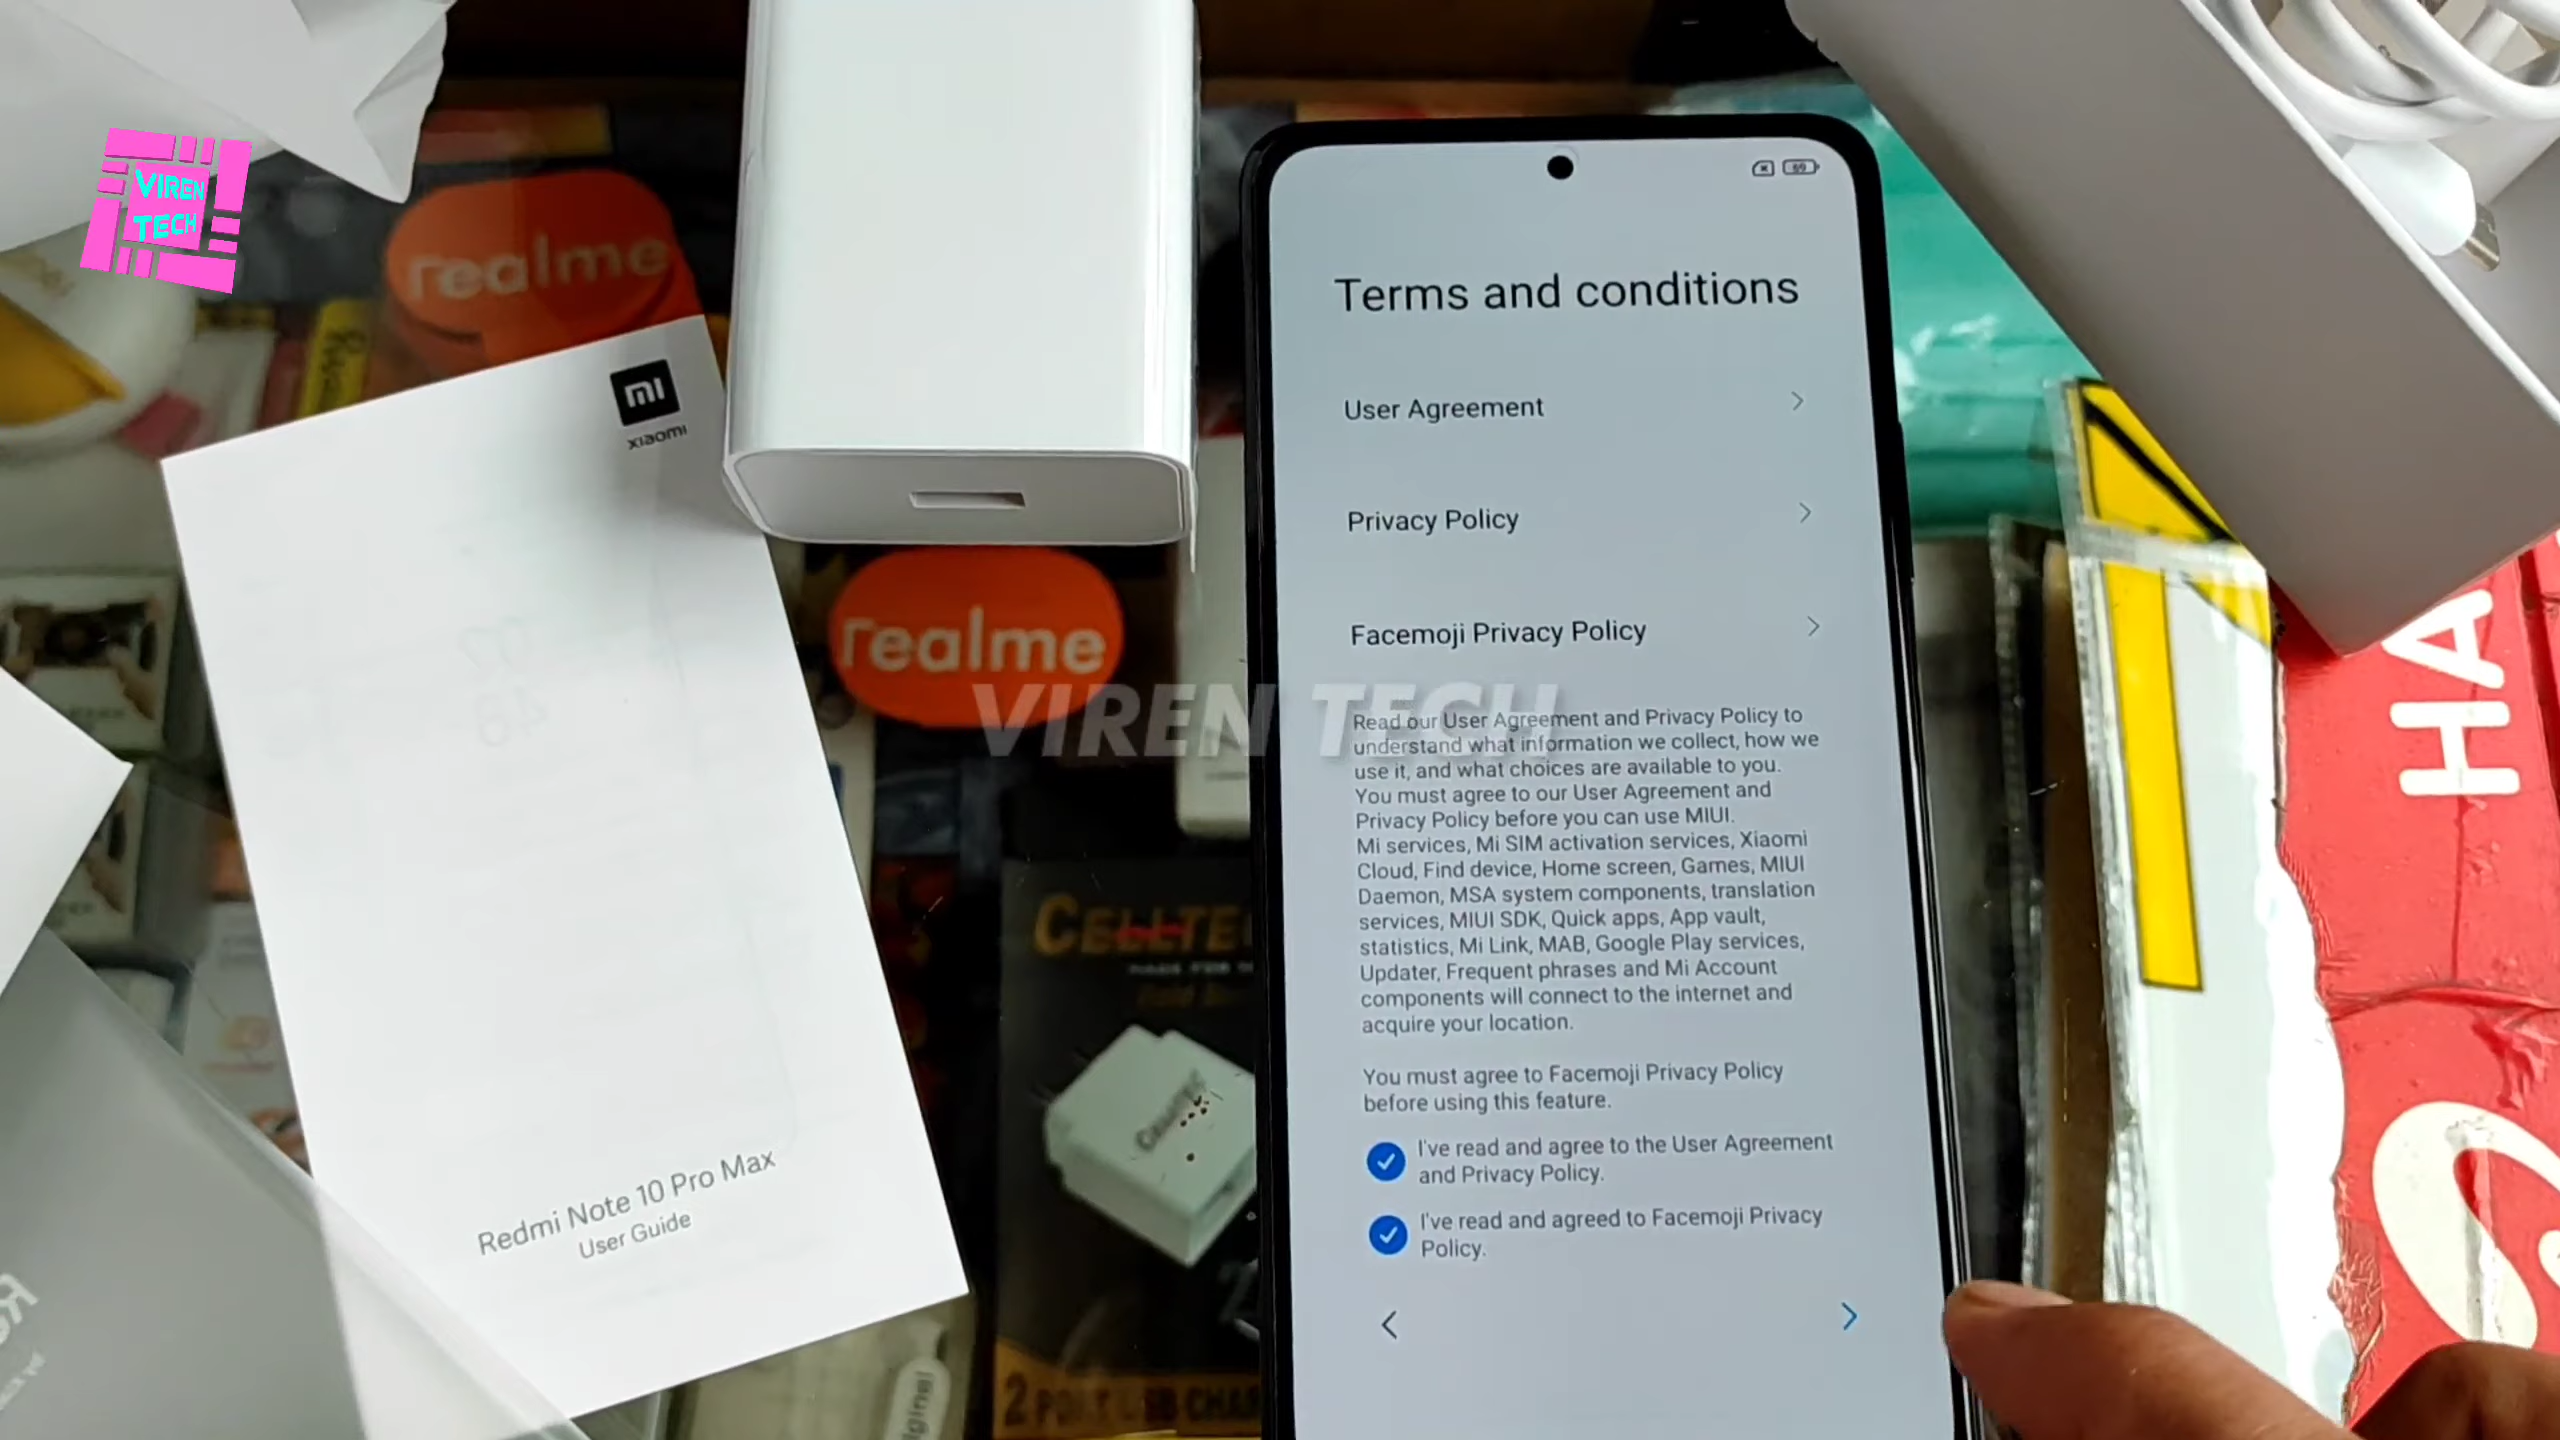 VIREN
TECH
realme
mi
xiaomi
realme
Redmi Note 10 Pro Max
User Guide
CELLTE
VIREN TECH
69
Terms and conditions
User Agreement
Privacy Policy
Facemoji Privacy Policy
Read our User Agreement and Privacy Policy to
understand what information we collect, how we
use it, and what choices are available to you.
You must agree to our User Agreement and
Privacy Policy before you can use MIUI.
Mi services, Mi SIM activation services, Xiaomi
Cloud, Find device, Home screen, Games, MIUI
Daemon, MSA system components, translation
services, MIUI SDK, Quick apps, App vault,
statistics, Mi Link, MAB, Google Play services,
Updater, Frequent phrases and Mi Account
components will connect to the internet and
acquire your location.
You must agree to Facemoji Privacy Policy
before using this feature.
I've read and agree to the User Agreement
and Privacy Policy.
I've read and agreed to Facemoji Privacy
Policy.
HA